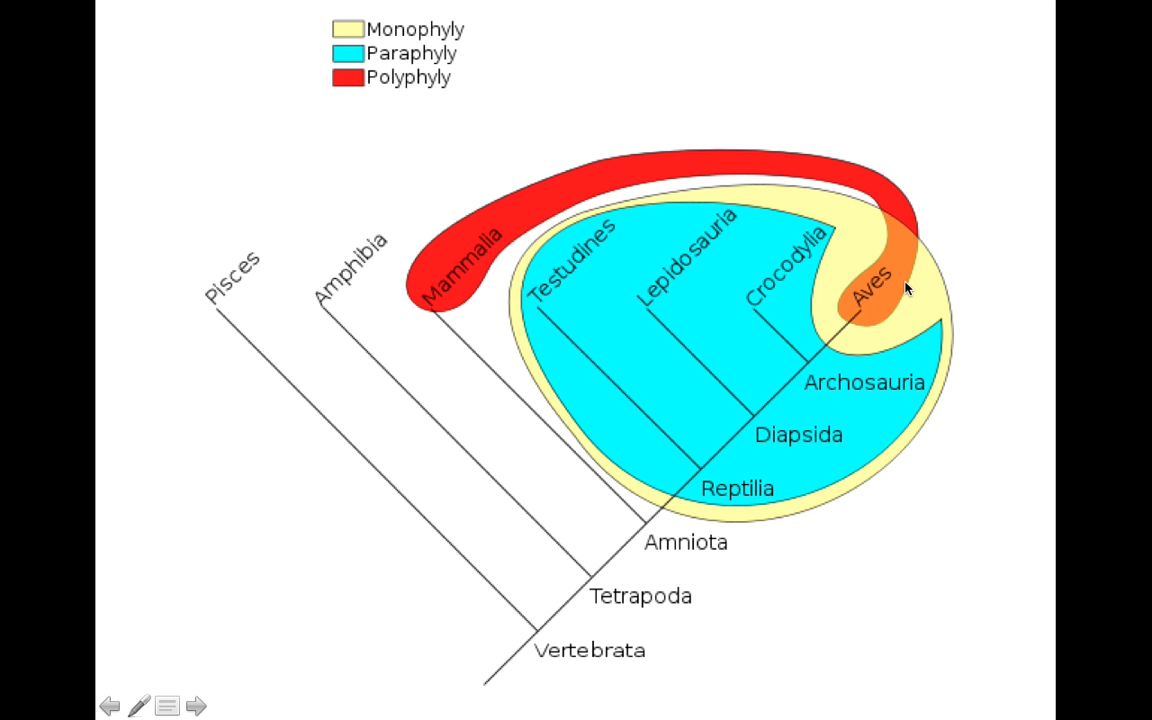 Monophyly
Paraphyly
Polyphyly
Pisces
Amphibia
Mammalia
Testudines
Lepidosauria
Crocodylia
Aves
Archosauria
Diapsida
Reptilia
Amniota
Tetrapoda
Vertebrata